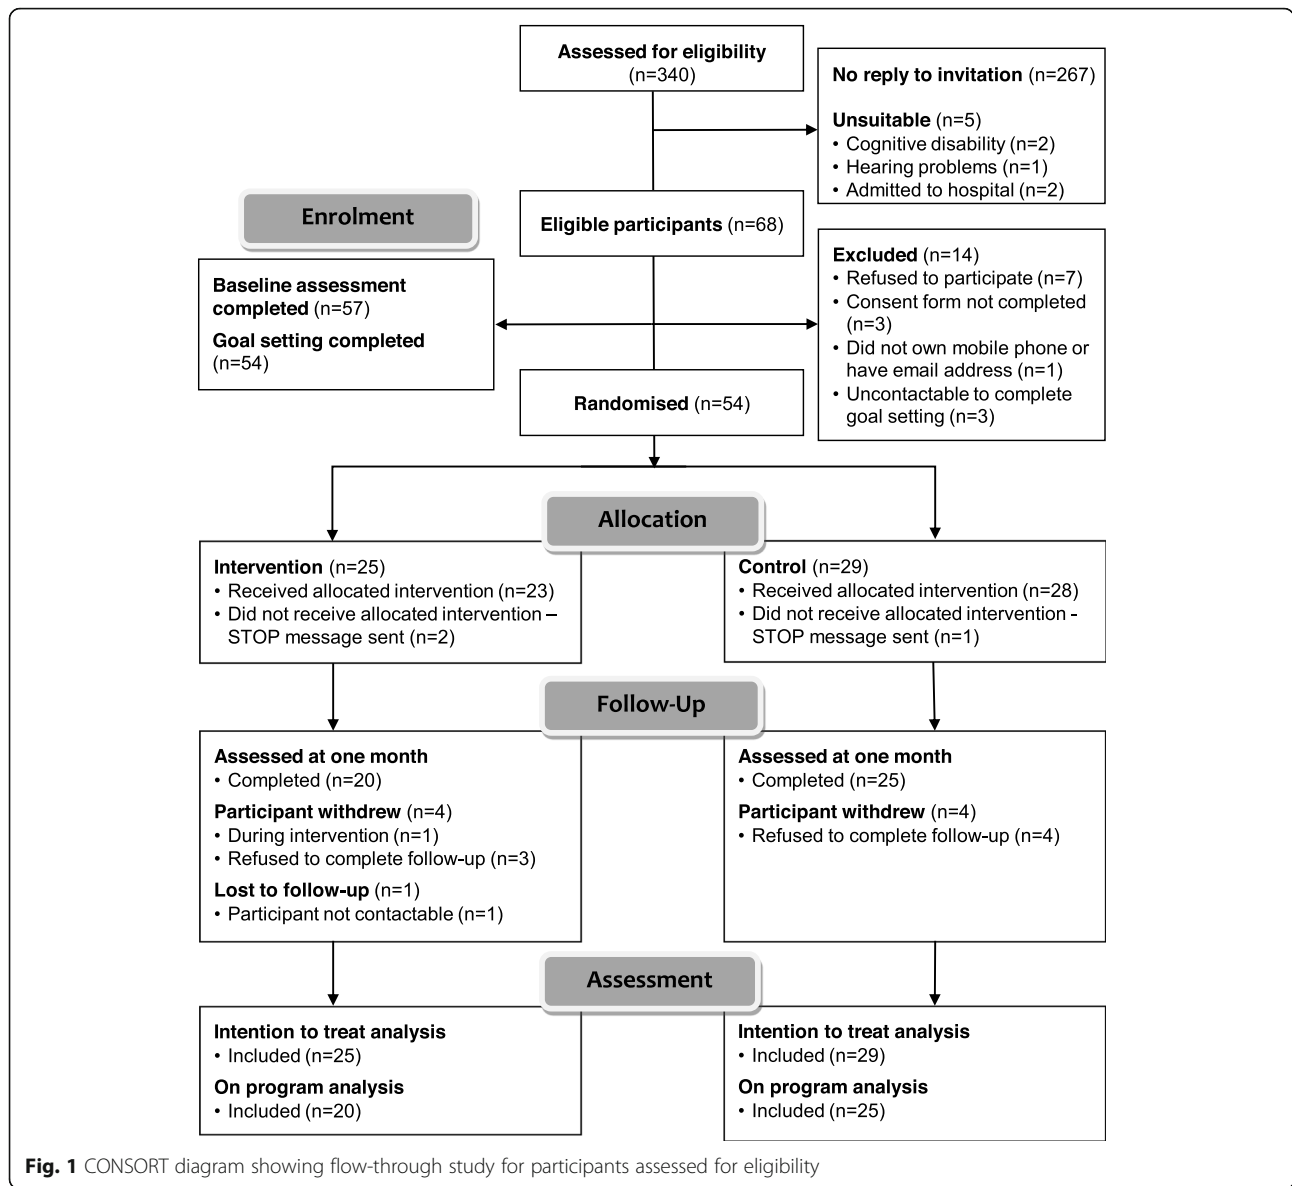 Assessed for eligibility
(n=340)
No reply to invitation (n=267)
Unsuitable (n=5)
• Cognitive disability (n=2)
• Hearing problems (n=1)
• Admitted to hospital (n=2)
Enrolment
Eligible participants (n=68)
Baseline assessment
completed (n=57)
Goal setting completed
(n=54)
Excluded (n=14)
• Refused to participate (n=7)
• Consent form not completed
(n=3)
• Did not own mobile phone or
have email address (n=1)
• Uncontactable to complete
goal setting (n=3)
Randomised (n=54)
Allocation
Intervention (n=25)
• Received allocated intervention (n=23)
• Did not receive allocated intervention –
STOP message sent (n=2)
Control (n=29)
• Received allocated intervention (n=28)
• Did not receive allocated intervention -
STOP message sent (n=1)
Follow-Up
Assessed at one month
• Completed (n=20)
Participant withdrew (n=4)
• During intervention (n=1)
• Refused to complete follow-up (n=3)
Lost to follow-up (n=1)
• Participant not contactable (n=1)
Assessed at one month
• Completed (n=25)
Participant withdrew (n=4)
• Refused to complete follow-up (n=4)
Assessment
Intention to treat analysis
• Included (n=25)
On program analysis
• Included (n=20)
Intention to treat analysis
• Included (n=29)
On program analysis
• Included (n=25)
Fig. 1 CONSORT diagram showing flow-through study for participants assessed for eligibility